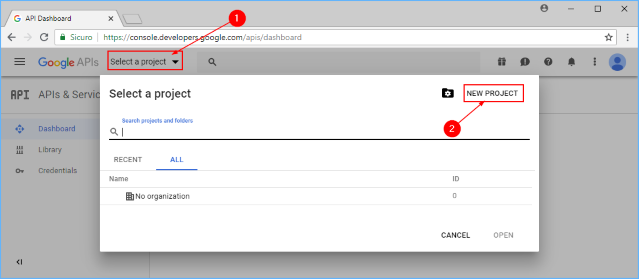 1
API Dashboard
Sicuro https://console.developers.google.com/apis/dashboard
Google APIs Select a project
API APIs & Servic
Dashboard
Library
Credentials
Select a project
NEW PROJECT
2
Search projects and folders
RECENT ALL
Name ID
No organization 0
CANCEL OPEN